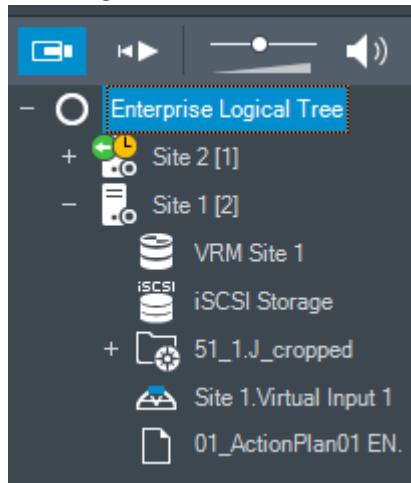 Enterprise Logical Tree
Site 2 [1]
Site 1 [2]
VRM Site 1
iSCSI
iSCSI Storage
51_1.J_cropped
Site 1.Virtual Input 1
01_ActionPlan01 EN.